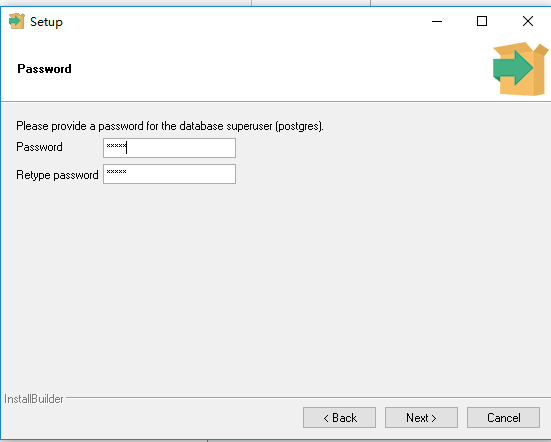 Setup
Password
Please provide a password for the database superuser (postgres).
Password *****
Retype password *****
InstallBuilder
< Back Next > Cancel